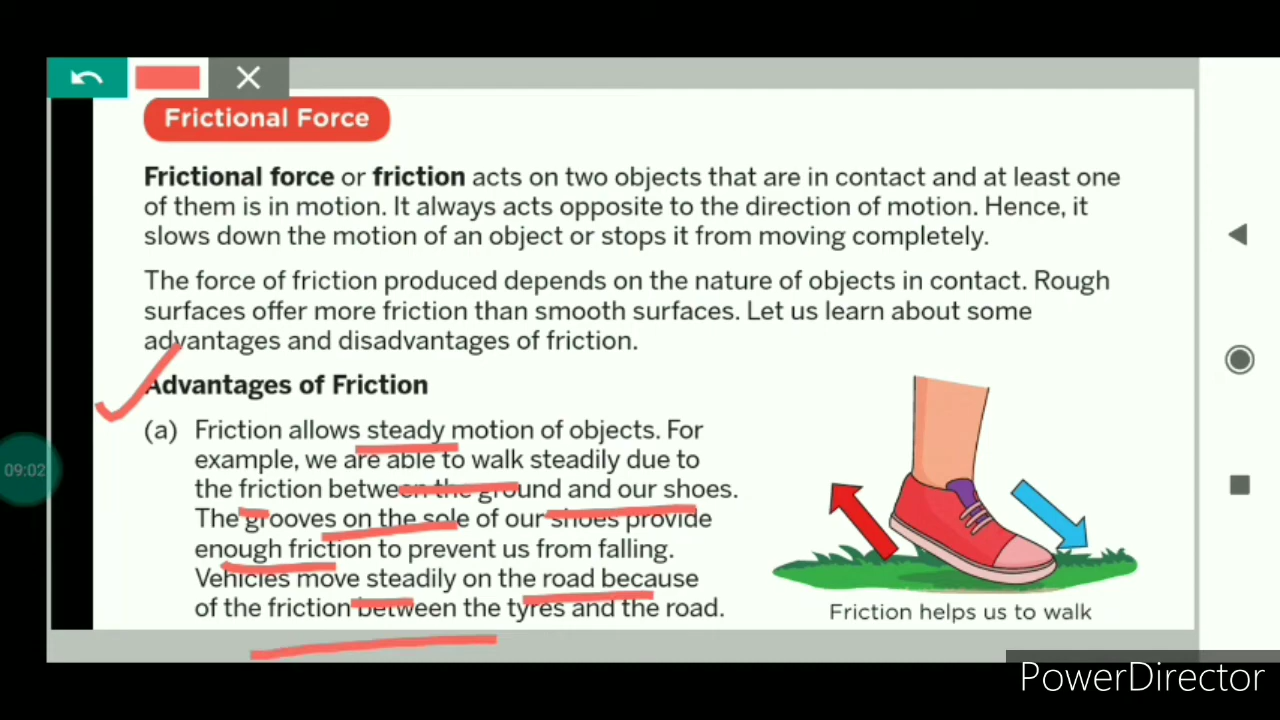 Frictional Force
Frictional force or friction acts on two objects that are in contact and at least one
of them is in motion. It always acts opposite to the direction of motion. Hence, it
slows down the motion of an object or stops it from moving completely.
The force of friction produced depends on the nature of objects in contact. Rough
surfaces offer more friction than smooth surfaces. Let us learn about some
advantages and disadvantages of friction.
Advantages of Friction
(a) Friction allows steady motion of objects. For
example, we are able to walk steadily due to
the friction between the ground and our shoes.
The grooves on the sole of our shoes provide
enough friction to prevent us from falling.
Vehicles move steadily on the road because
of the friction between the tyres and the road.
Friction helps us to walk
09:02
PowerDirector